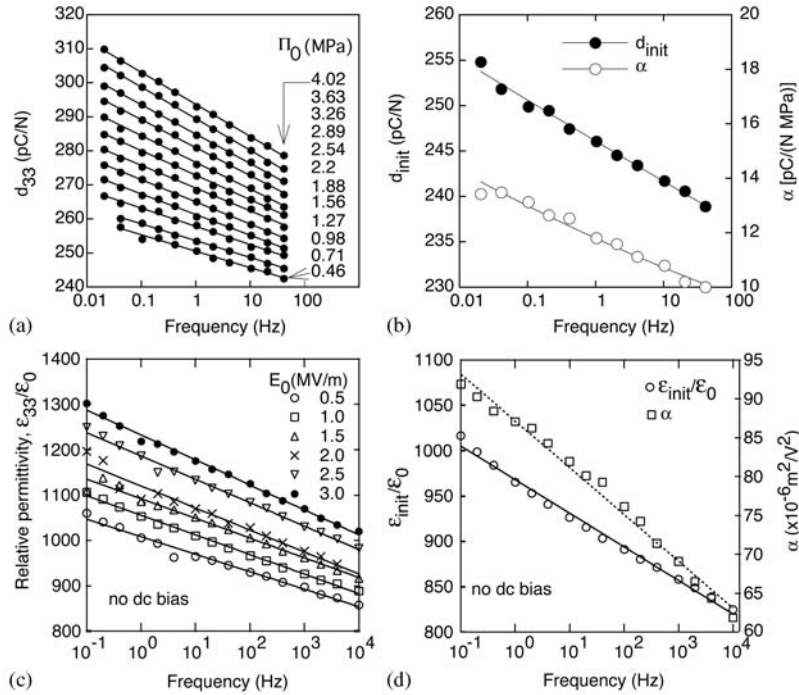 320
310
300
290
280
270
260
250
240
d33 (pC/N)
Π0 (MPa)
4.02
3.63
3.26
2.89
2.54
2.2
1.88
1.56
1.27
0.98
0.71
0.46
0.01 0.1 1 10 100
(a) Frequency (Hz)
260
255
250
245
240
235
230
dinit (pC/N)
dinit
α
20
18
16
14
12
10
α [pC/(N MPa)]
0.01 0.1 1 10 100
(b) Frequency (Hz)
1400
1300
1200
1100
1000
900
800
Relative permittivity, ε33/ε0
E0(MV/m)
0.5
1.0
1.5
2.0
2.5
3.0
no dc bias
10-1 100 101 102 103 104
(c) Frequency (Hz)
1100
1050
1000
950
900
850
800
εinit/ε0
εinit/ε0
α
95
90
85
80
75
70
65
60
α (x10-6m2/V2)
no dc bias
10-1 100 101 102 103 104
(d) Frequency (Hz)